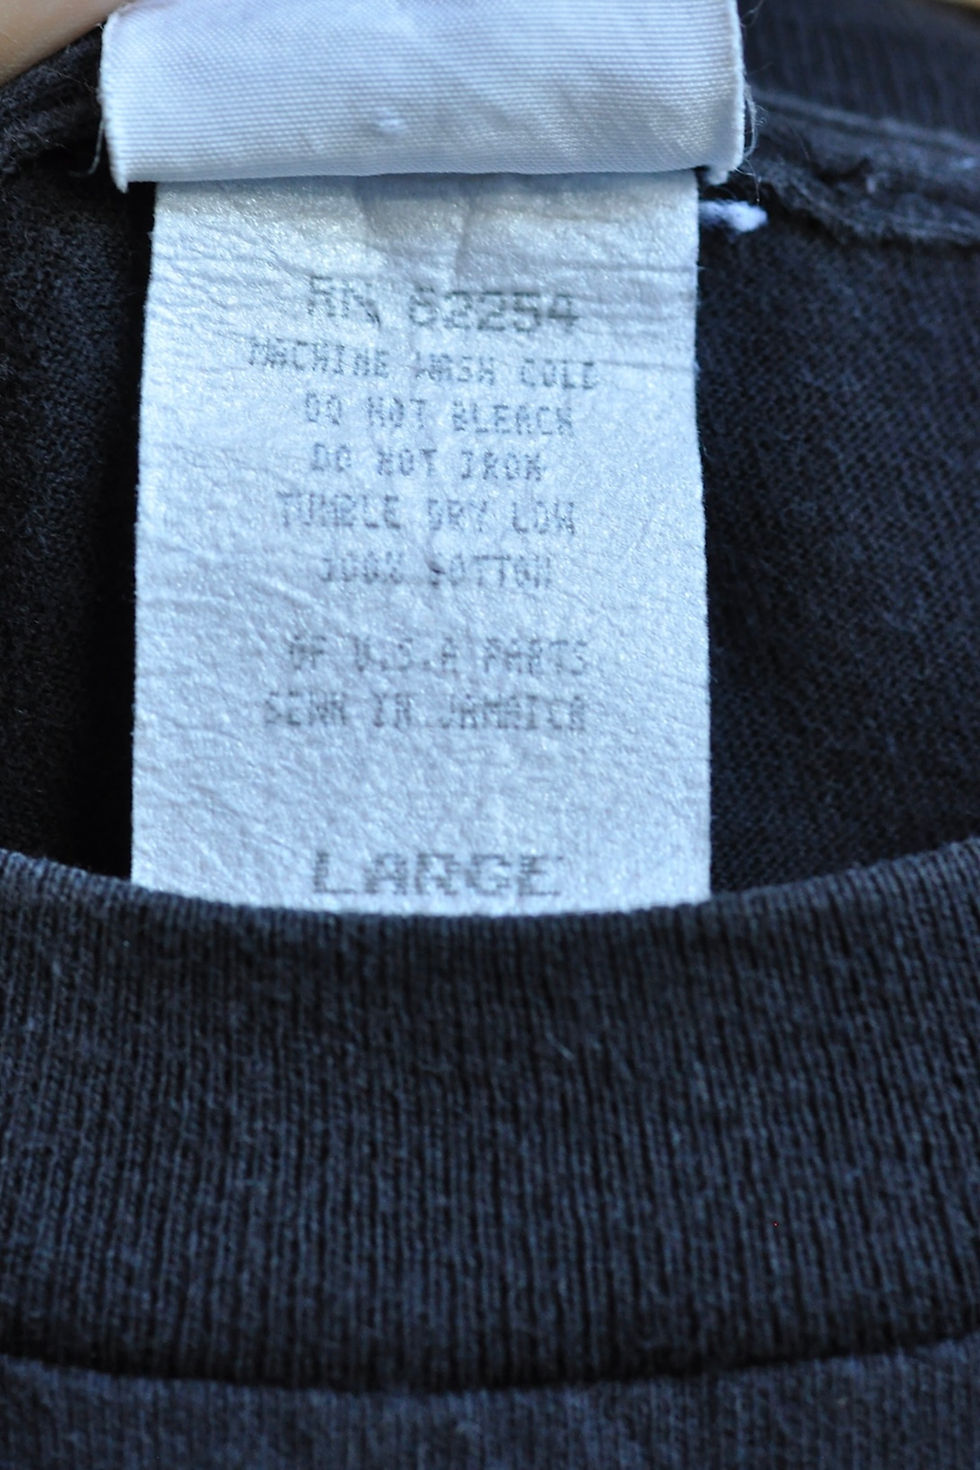 RN 62254
MACHINE WASH COLD
DO NOT BLEACH
DO NOT IRON
TUMBLE DRY LOW
100% COTTON
OF U.S.A PARTS
SEWN IN JAMAICA
LARGE